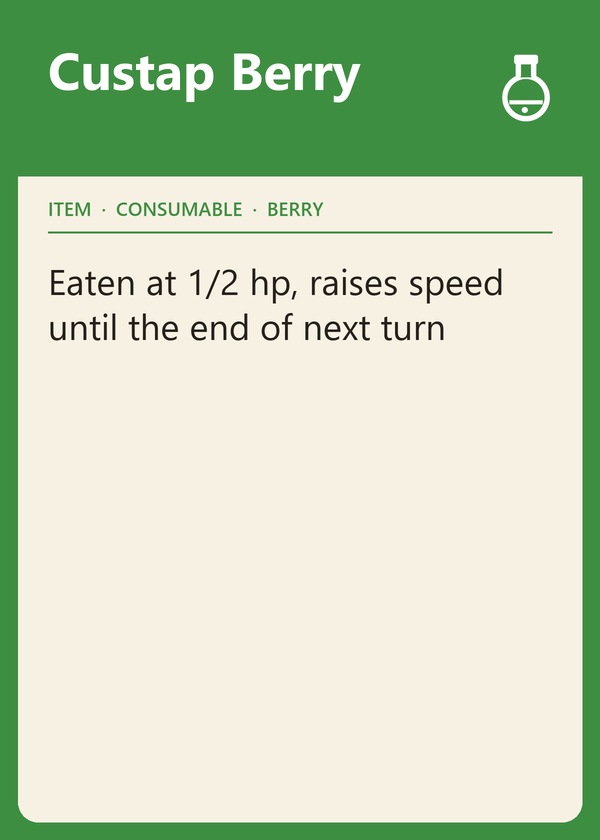 Custap Berry
ITEM · CONSUMABLE · BERRY
Eaten at 1/2 hp, raises speed
until the end of next turn